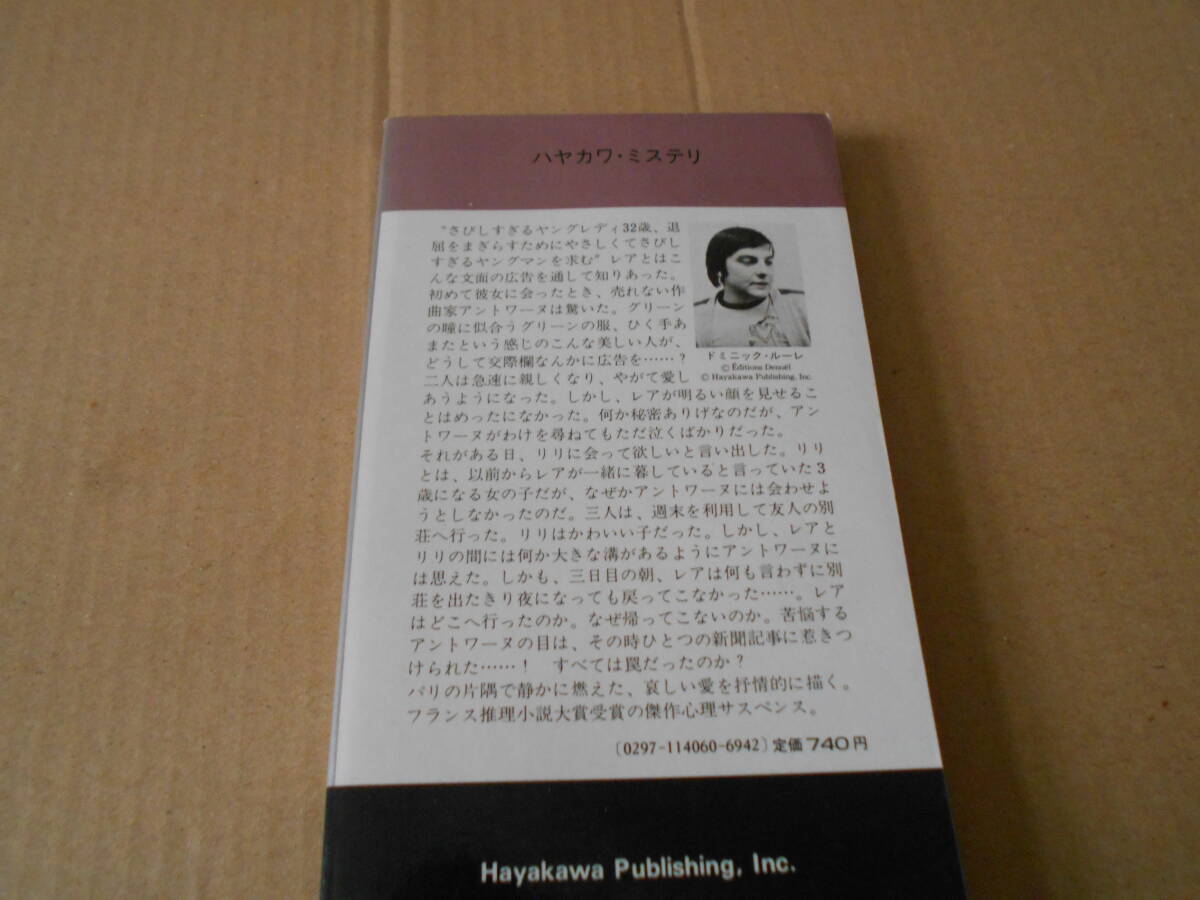 ハヤカワ・ミステリ
“さびしすぎるヤングレディ32歳、退
屈をまぎらすためにやさしくてさびし
すぎるヤングマンを求む”レアとはこ
んな文面の広告を通して知りあった。
初めて彼女に会ったとき、売れない作
曲家アントワーヌは驚いた。グリーン
の瞳に似合うグリーンの服、ひく手あ
またという感じのこんな美しい人が、
どうして交際欄なんかに広告を……?
二人は急速に親しくなり、やがて愛し
あうようになった。しかし、レアが明るい顔を見せるこ
とはめったになかった。何か秘密ありげなのだが、アン
トワーヌがわけを尋ねてもただ泣くばかりだった。
それがある日、リリに会って欲しいと言い出した。リリ
とは、以前からレアが一緒に暮していると言っていた3
歳になる女の子だが、なぜかアントワーヌには会わせよ
うとしなかったのだ。三人は、週末を利用して友人の別
荘へ行った。リリはかわいい子だった。しかし、レアと
リリの間には何か大きな溝があるようにアントワーヌに
は思えた。しかも、三日目の朝、レアは何も言わずに別
荘を出たきり夜になっても戻ってこなかった……。レア
はどこへ行ったのか。なぜ帰ってこないのか。苦悩する
アントワーヌの目は、その時ひとつの新聞記事に惹きつ
けられた……! すべては罠だったのか?
パリの片隅で静かに燃えた、哀しい愛を抒情的に描く。
フランス推理小説大賞受賞の傑作心理サスペンス。
ドミニック・ルーレ
© Éditions Denoël
© Hayakawa Publishing, Inc.
〔0297-114060-6942〕定価740円
Hayakawa Publishing, Inc.